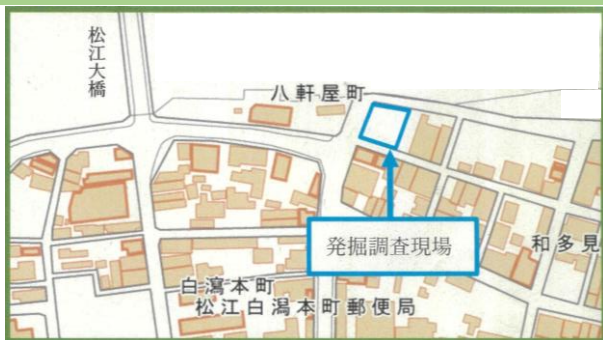 松江大橋
八軒屋町
発掘調査現場
和多見
白潟本町
松江白潟本町郵便局